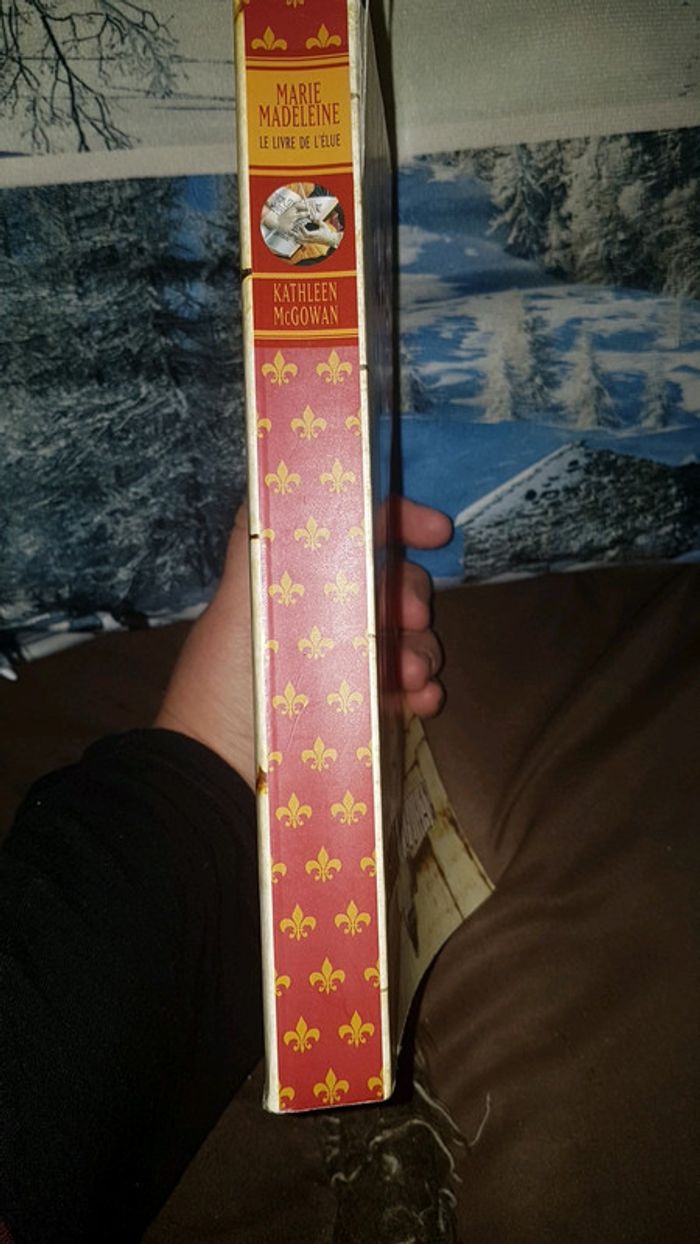 MARIE
MADELEINE
LE LIVRE DE L'ÉLUE
KATHLEEN
McGOWAN